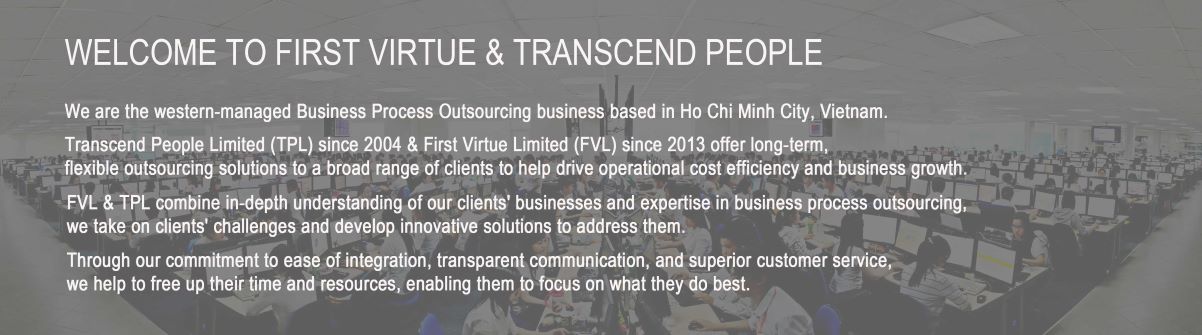 WELCOME TO FIRST VIRTUE & TRANSCEND PEOPLE
We are the western-managed Business Process Outsourcing business based in Ho Chi Minh City, Vietnam.
Transcend People Limited (TPL) since 2004 & First Virtue Limited (FVL) since 2013 offer long-term,
flexible outsourcing solutions to a broad range of clients to help drive operational cost efficiency and business growth.
FVL & TPL combine in-depth understanding of our clients' businesses and expertise in business process outsourcing,
we take on clients' challenges and develop innovative solutions to address them.
Through our commitment to ease of integration, transparent communication, and superior customer service,
we help to free up their time and resources, enabling them to focus on what they do best.